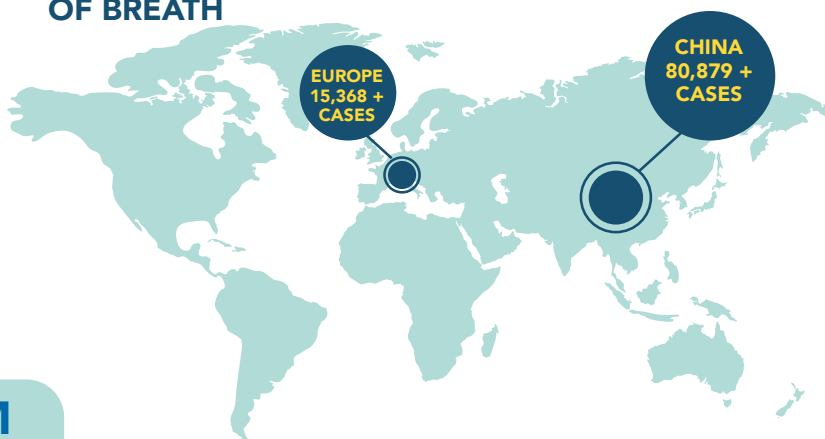 OF BREATH
EUROPE
15,368 +
CASES
CHINA
80,879 +
CASES